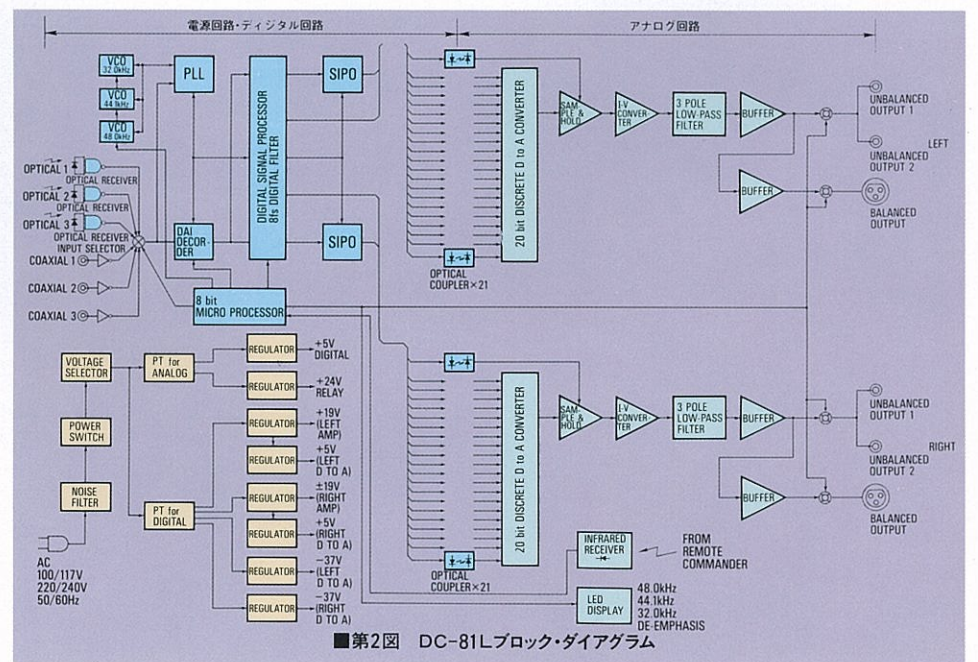 電源回路・ディジタル回路
アナログ回路
VCO
32.0kHz
VCO
44.1kHz
VCO
48.0kHz
PLL
DIGITAL SIGNAL PROCESSOR
8fs DIGITAL FILTER
SIPO
SIPO
OPTICAL 1
OPTICAL RECEIVER
OPTICAL 2
OPTICAL RECEIVER
OPTICAL 3
OPTICAL RECEIVER
INPUT SELECTOR
COAXIAL 1
COAXIAL 2
COAXIAL 3
DAI
DECOR-
DER
8 bit
MICRO PROCESSOR
OPTICAL
COUPLER×21
20 bit DISCRETE D to A CONVERTER
SAM-
PLE &
HOLD
I-V
CONVER-
TER
3 POLE
LOW-PASS
FILTER
BUFFER
BUFFER
UNBALANCED
OUTPUT 1
LEFT
UNBALANCED
OUTPUT 2
BALANCED
OUTPUT
VOLTAGE
SELECTOR
POWER
SWITCH
NOISE
FILTER
AC
100/117V
220/240V
50/60Hz
PT for
ANALOG
PT for
DIGITAL
REGULATOR
+5V
DIGITAL
REGULATOR
+24V
RELAY
REGULATOR
+19V
(LEFT
AMP)
REGULATOR
+5V
(LEFT
D TO A)
REGULATOR
±19V
(RIGHT
AMP)
REGULATOR
+5V
(RIGHT
D TO A)
REGULATOR
-37V
(LEFT
D TO A)
REGULATOR
-37V
(RIGHT
D TO A)
OPTICAL
COUPLER×21
20 bit DISCRETE D to A CONVERTER
SAM-
PLE &
HOLD
I-V
CONVER-
TER
3 POLE
LOW-PASS
FILTER
BUFFER
BUFFER
UNBALANCED
OUTPUT 1
RIGHT
UNBALANCED
OUTPUT 2
BALANCED
OUTPUT
INFRARED
RECEIVER
FROM
REMOTE
COMMANDER
LED
DISPLAY
48.0kHz
44.1kHz
32.0kHz
DE-EMPHASIS
■第2図 DC-81Lブロック・ダイアグラム